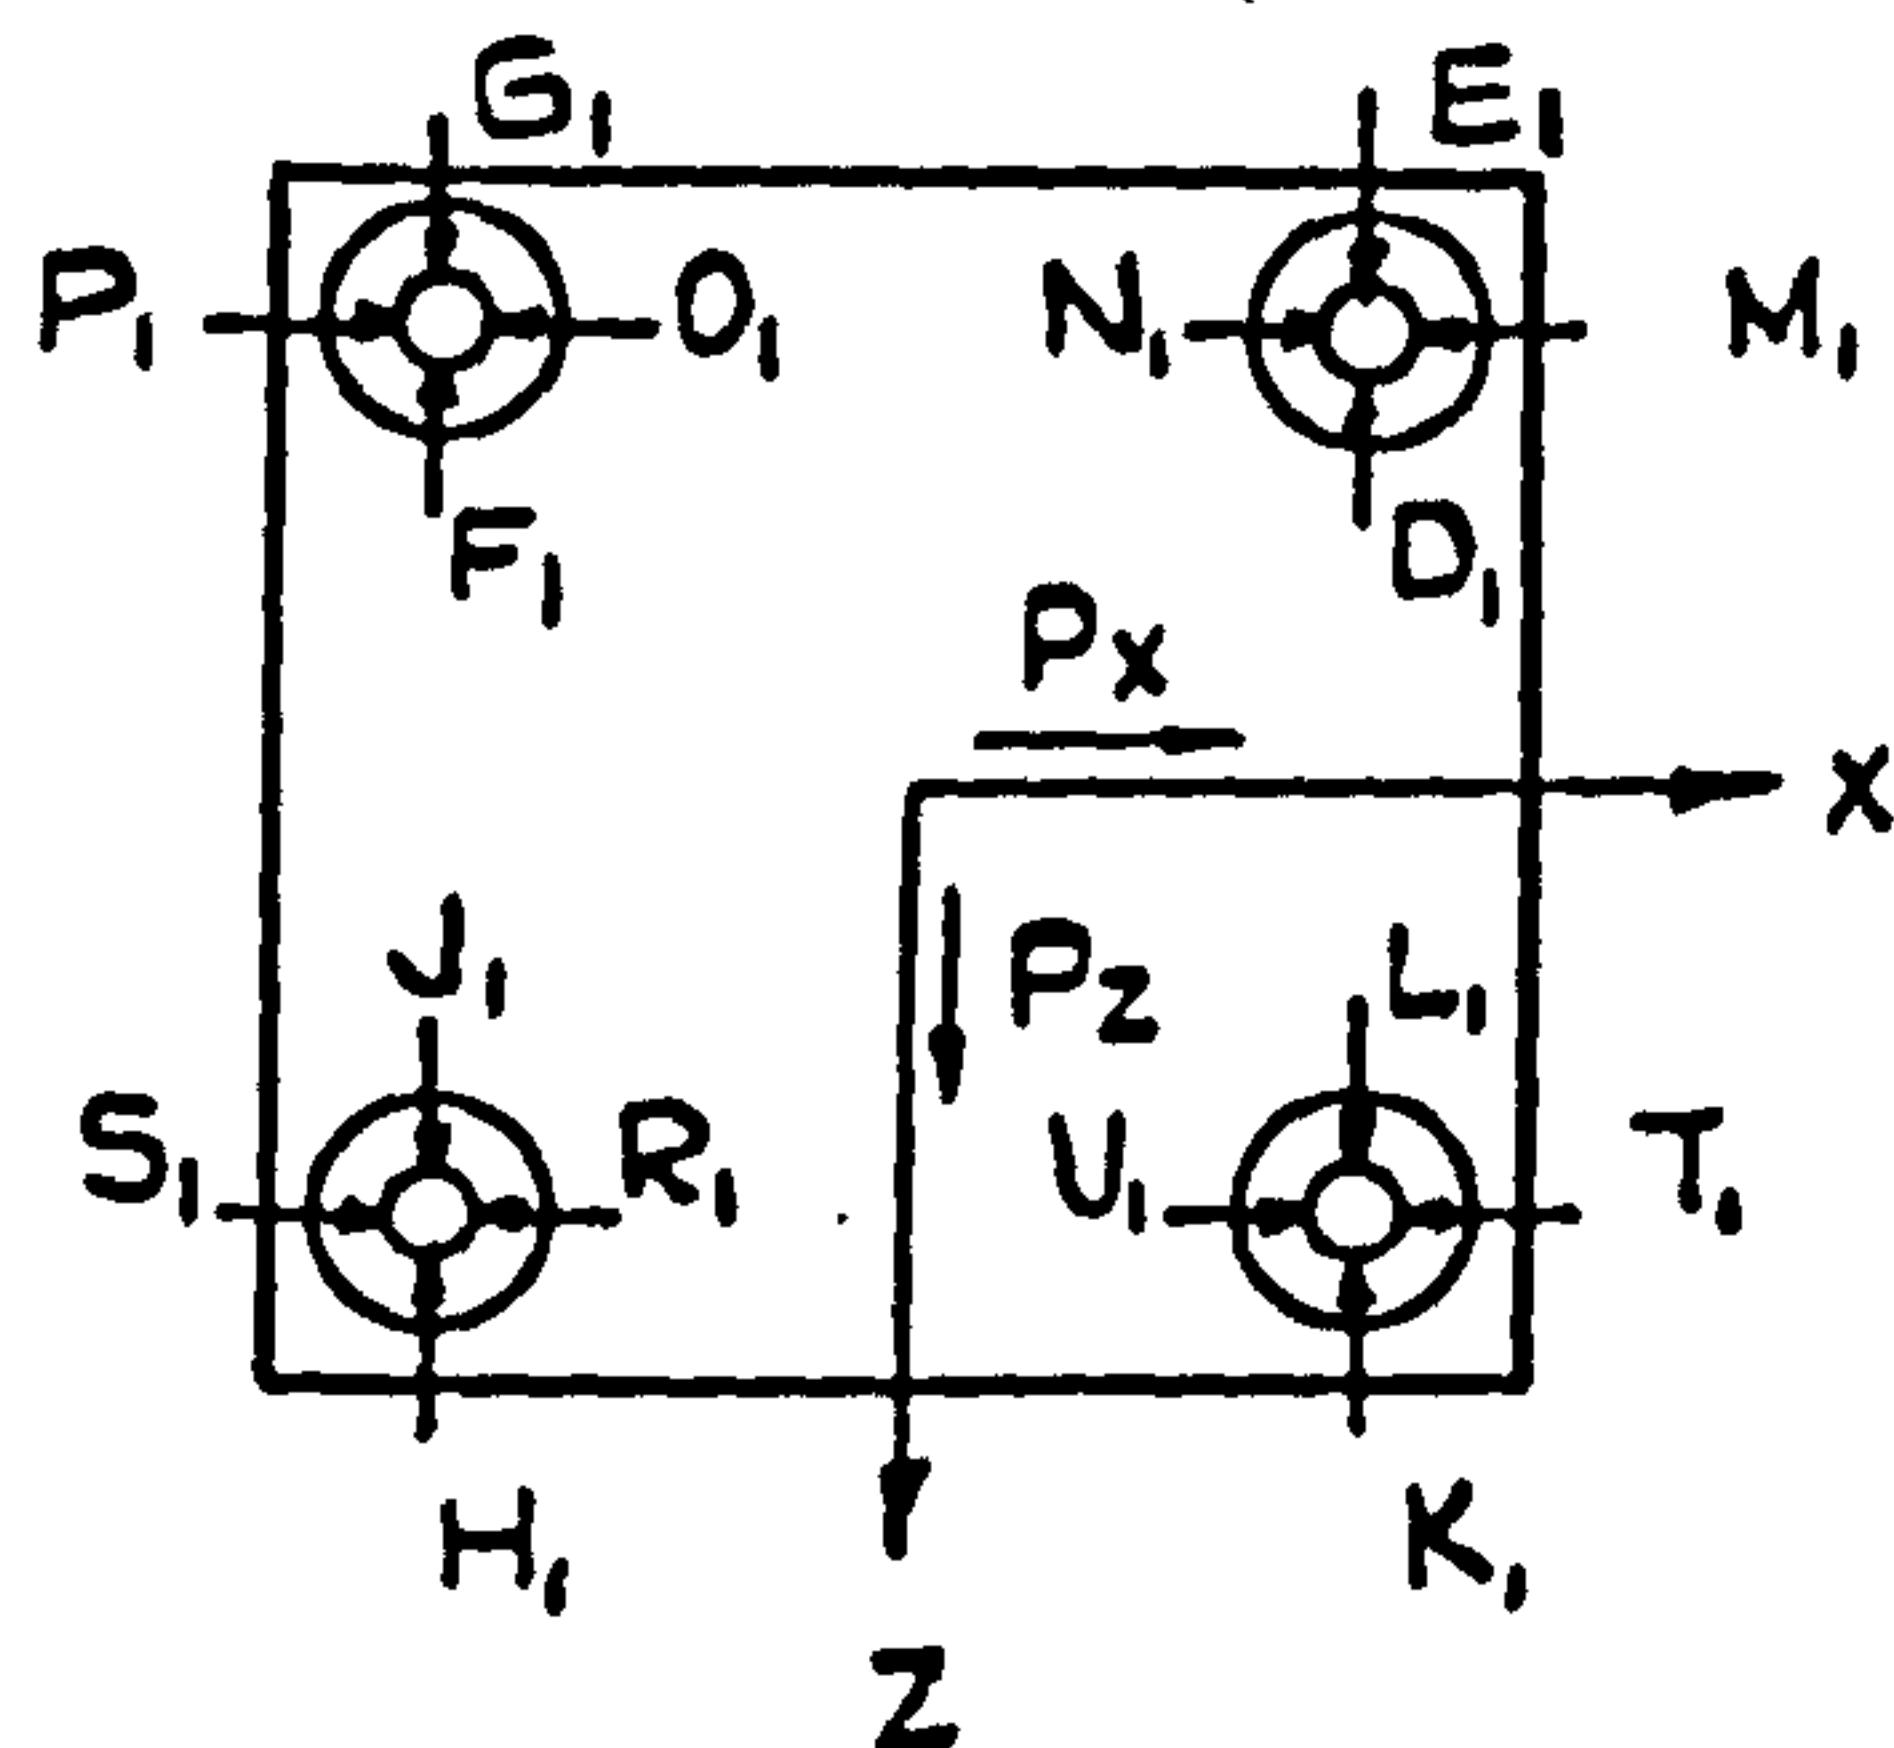 G₁ E₁
P₁ O₁ N₁ M₁
F₁ D₁
Px
X
J₁ Pz L₁
S₁ R₁ U₁ T₁
H₁ K₁
Z